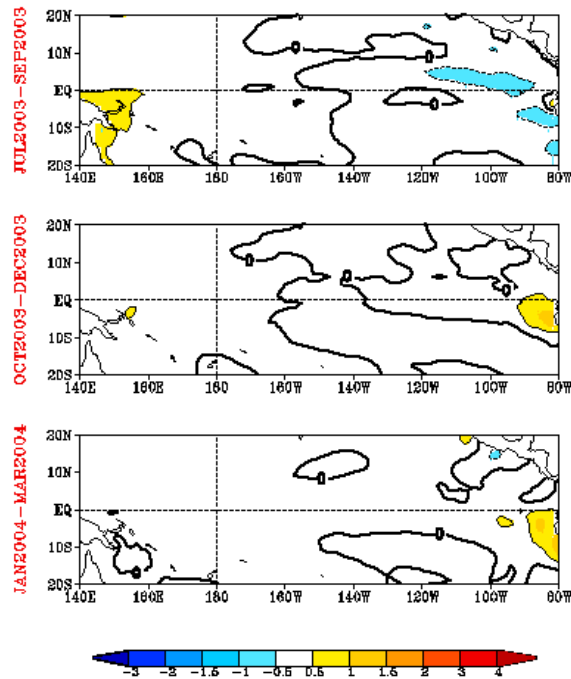 JUL2003-SEP2003
20N
10N
EQ
10S
20S
0
0
0
140E 160E 180 160W 140W 120W 100W 80W
OCT2003-DEC2003
20N
10N
EQ
10S
20S
0
0
0
140E 160E 180 160W 140W 120W 100W 80W
JAN2004-MAR2004
20N
10N
EQ
10S
20S
0
0
0
140E 160E 180 160W 140W 120W 100W 80W
-3 -2 -1.5 -1 -0.5 0.5 1 1.5 2 3 4